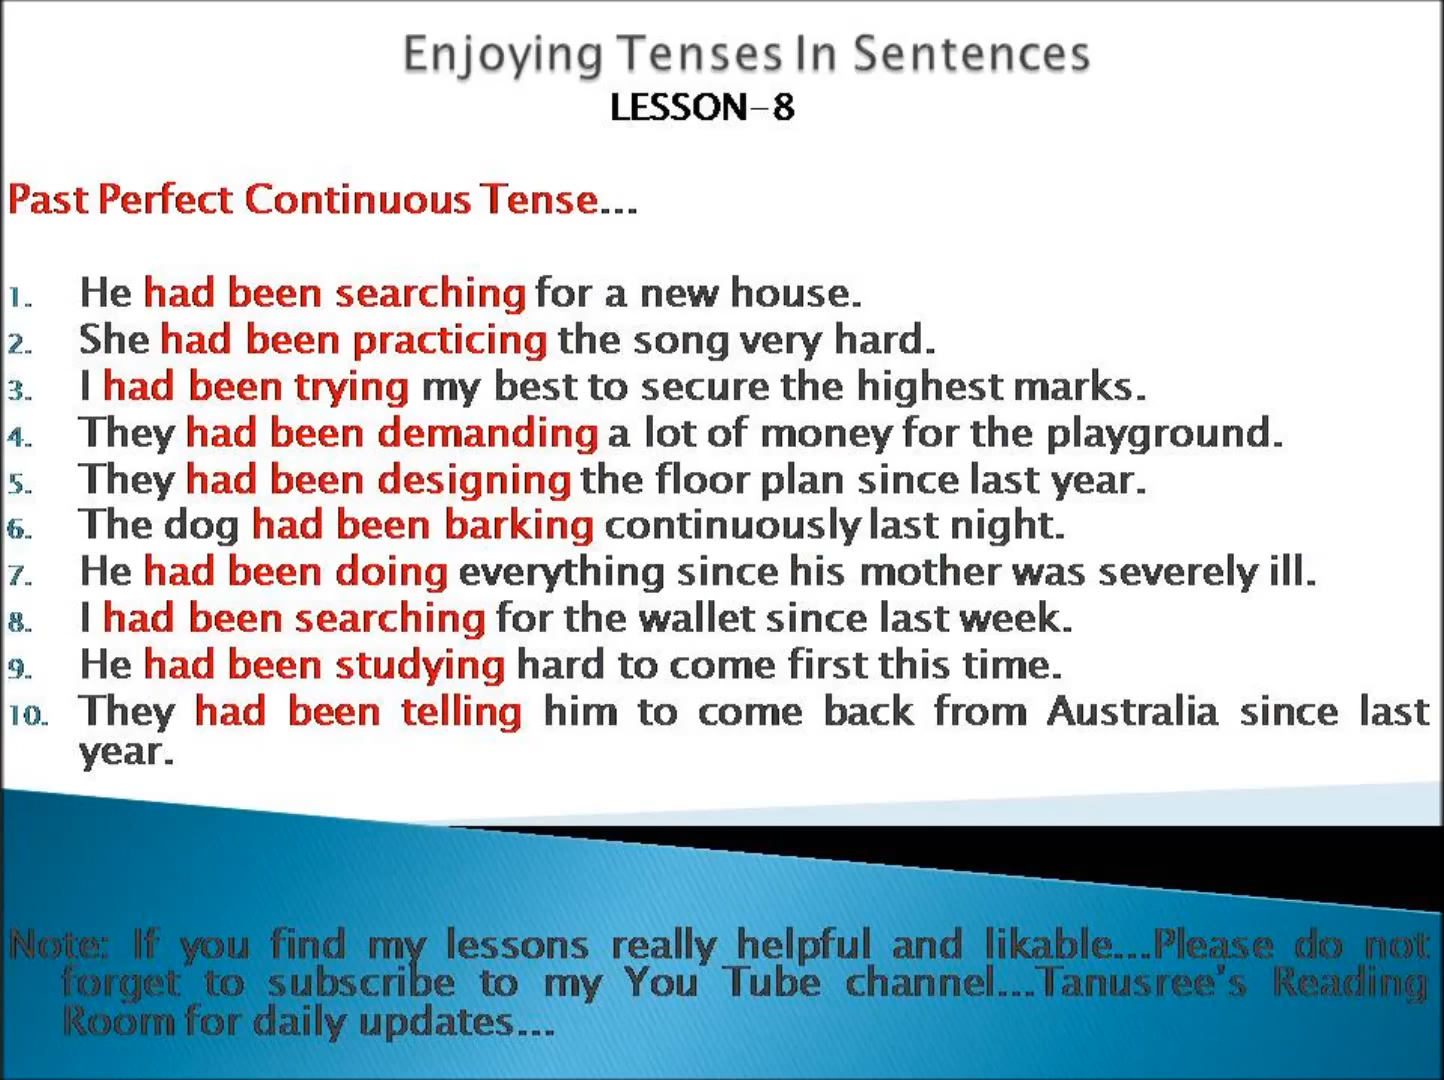 Enjoying Tenses In Sentences
LESSON-8
Past Perfect Continuous Tense...
1. He had been searching for a new house.
2. She had been practicing the song very hard.
3. I had been trying my best to secure the highest marks.
4. They had been demanding a lot of money for the playground.
5. They had been designing the floor plan since last year.
6. The dog had been barking continuously last night.
7. He had been doing everything since his mother was severely ill.
8. I had been searching for the wallet since last week.
9. He had been studying hard to come first this time.
10. They had been telling him to come back from Australia since last
year.
Note: If you find my lessons really helpful and likable...Please do not
forget to subscribe to my You Tube channel...Tanusree's Reading
Room for daily updates...